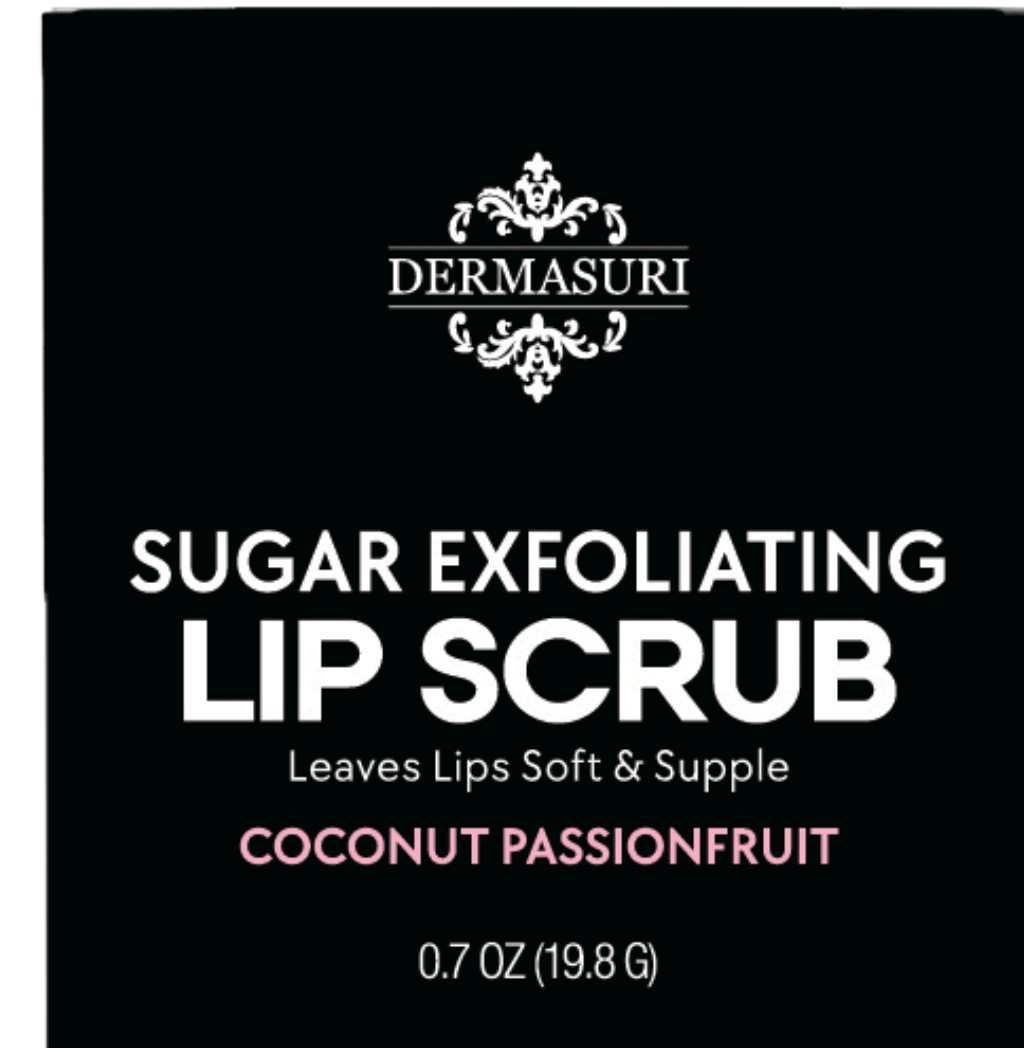 DERMASURI
SUGAR EXFOLIATING
LIP SCRUB
Leaves Lips Soft & Supple
COCONUT PASSIONFRUIT
0.7 OZ (19.8 G)